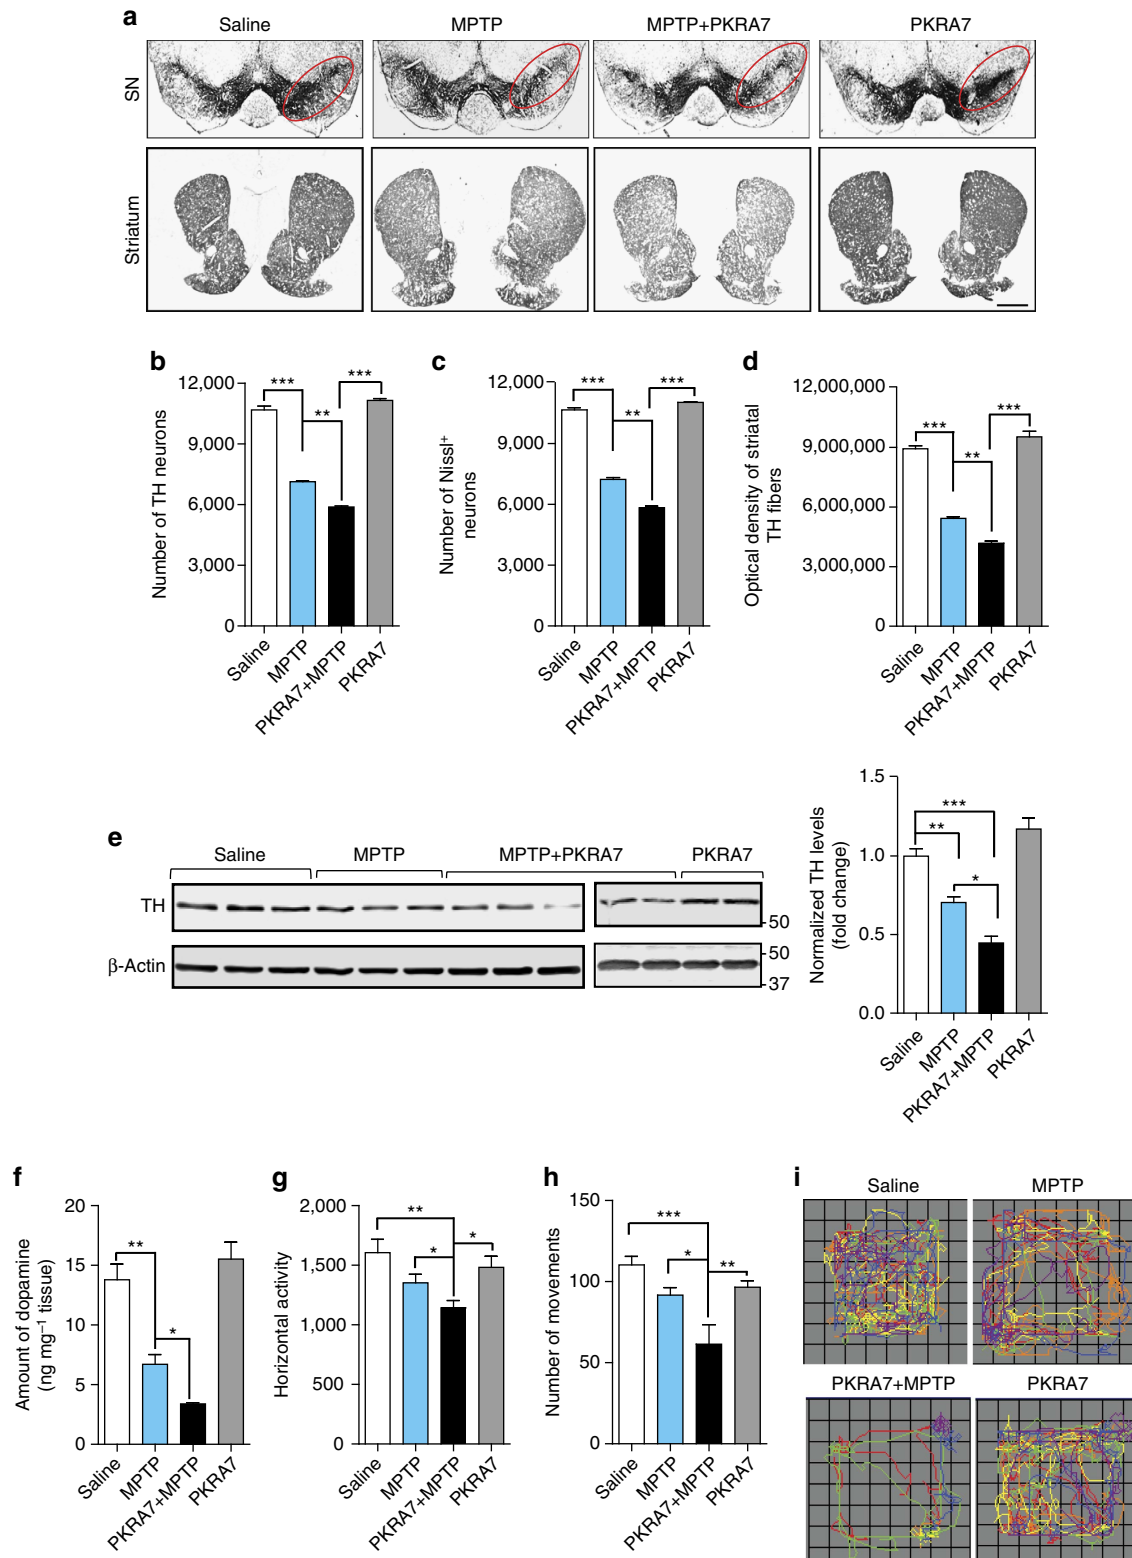 a
Saline MPTP MPTP+PKRA7 PKRA7
SN
Striatum
b
12,000
9,000
6,000
3,000
0
Number of TH neurons
*** ** ***
Saline
MPTP
PKRA7+MPTP
PKRA7
c
12,000
9,000
6,000
3,000
0
Number of Nissl⁺
neurons
*** ** ***
Saline
MPTP
PKRA7+MPTP
PKRA7
d
12,000,000
9,000,000
6,000,000
3,000,000
0
Optical density of striatal
TH fibers
*** ** ***
Saline
MPTP
PKRA7+MPTP
PKRA7
e
Saline MPTP MPTP+PKRA7 PKRA7
TH
-50
β-Actin
-50
-37
1.5
1.0
0.5
0.0
Normalized TH levels
(fold change)
***
**
*
Saline
MPTP
PKRA7+MPTP
PKRA7
f
20
15
10
5
0
Amount of dopamine
(ng mg⁻¹ tissue)
**
*
Saline
MPTP
PKRA7+MPTP
PKRA7
g
2,000
1,500
1,000
500
0
Horizontal activity
**
* *
Saline
MPTP
PKRA7+MPTP
PKRA7
h
150
100
50
0
Number of movements
***
* **
Saline
MPTP
PKRA7+MPTP
PKRA7
i
Saline MPTP
PKRA7+MPTP PKRA7